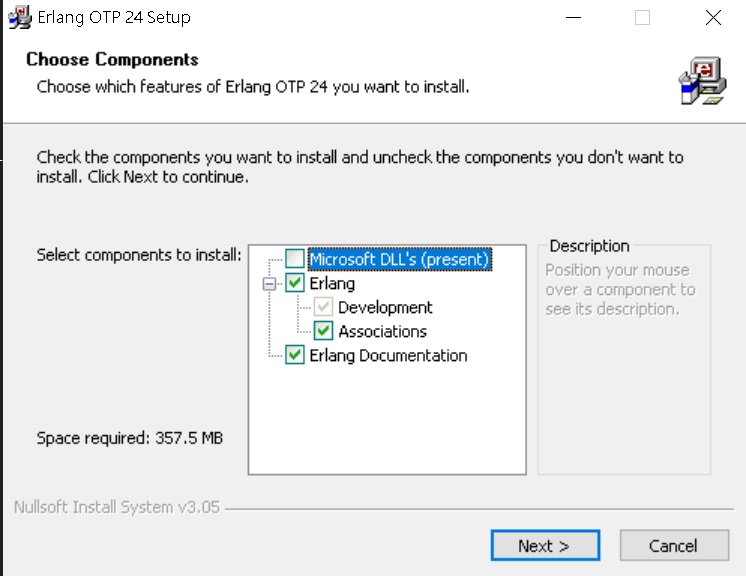 Erlang OTP 24 Setup
Choose Components
Choose which features of Erlang OTP 24 you want to install.
Check the components you want to install and uncheck the components you don't want to
install. Click Next to continue.
Select components to install:
Microsoft DLL's (present)
Erlang
Development
Associations
Erlang Documentation
Description
Position your mouse
over a component to
see its description.
Space required: 357.5 MB
Nullsoft Install System v3.05
Next >
Cancel